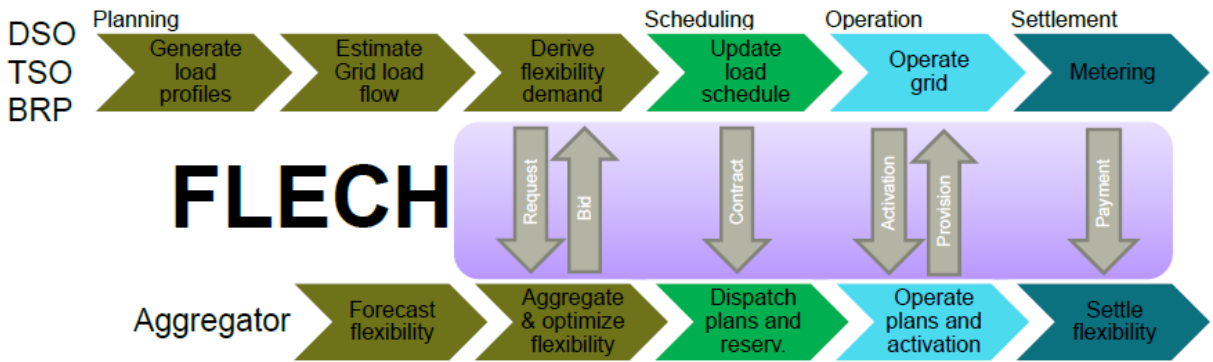 Planning
Scheduling
Operation
Settlement
DSO
TSO
BRP
Generate
load
profiles
Estimate
Grid load
flow
Derive
flexibility
demand
Update
load
schedule
Operate
grid
Metering
FLECH
Request
Bid
Contract
Activation
Provision
Payment
Aggregator
Forecast
flexibility
Aggregate
& optimize
flexibility
Dispatch
plans and
reserv.
Operate
plans and
activation
Settle
flexibility